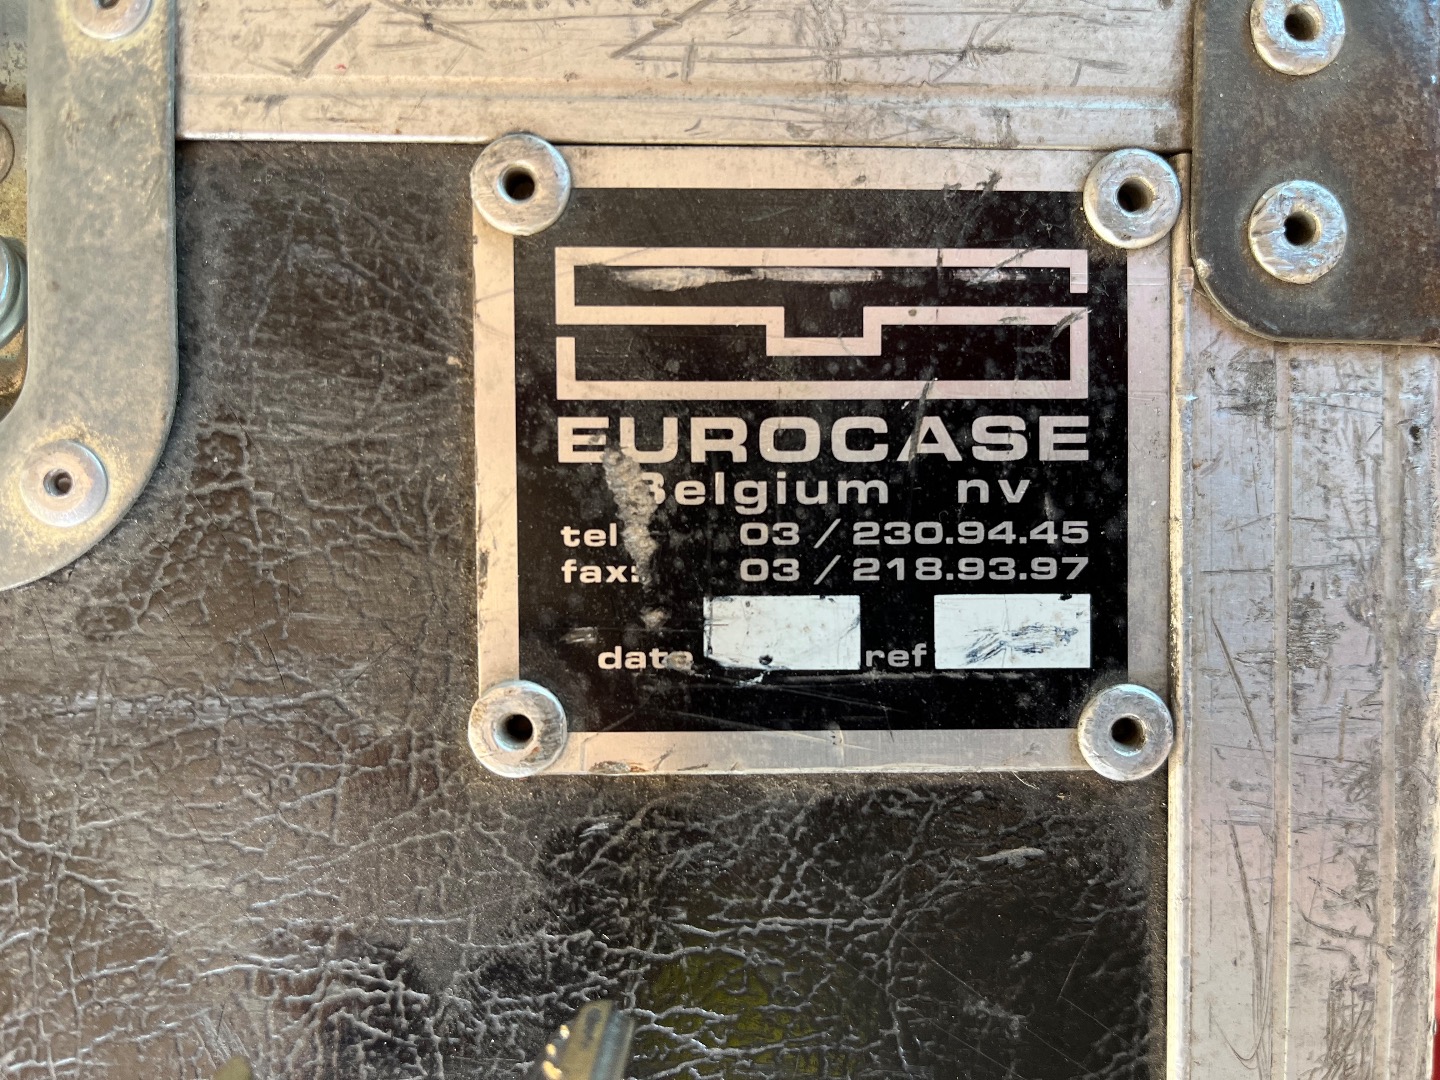 EUROCASE
Belgium nv
tel 03 / 230.94.45
fax: 03 / 218.93.97
date ref